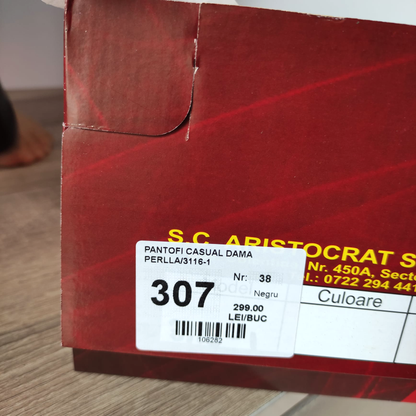 S.C. ARISTOCRAT S
Nr. 450A, Secto
l.: 0722 294 441
Culoare
PANTOFI CASUAL DAMA
PERLLA/3116-1
Nr: 38
307
Negru
299.00
LEI/BUC
106282